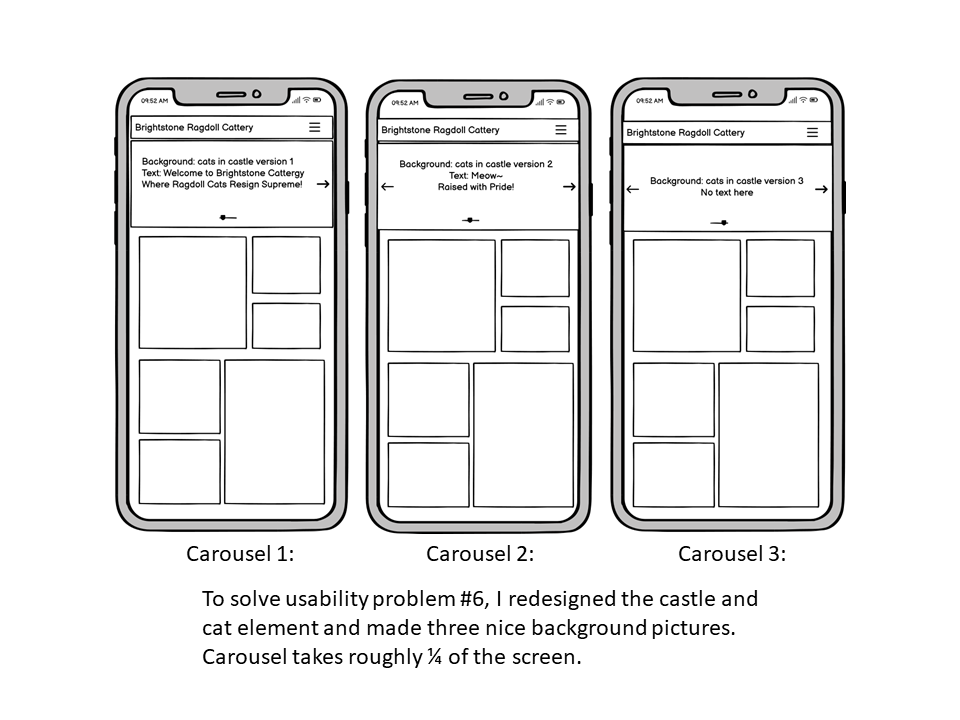 09:52 AM
Brightstone Ragdoll Cattery
Background: cats in castle version 1
Text: Welcome to Brightstone Cattergy
Where Ragdoll Cats Resign Supreme!
09:52 AM
Brightstone Ragdoll Cattery
Background: cats in castle version 2
Text: Meow~
Raised with Pride!
09:52 AM
Brightstone Ragdoll Cattery
Background: cats in castle version 3
No text here
Carousel 1:
Carousel 2:
Carousel 3:
To solve usability problem #6, I redesigned the castle and
cat element and made three nice background pictures.
Carousel takes roughly ¼ of the screen.